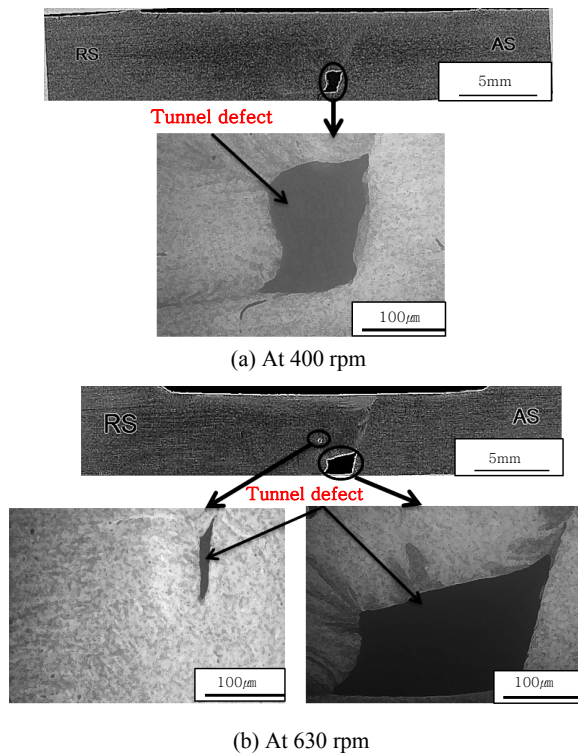 RS
AS
5mm
Tunnel defect
100㎛
(a) At 400 rpm
RS
AS
5mm
Tunnel defect
100㎛
100㎛
(b) At 630 rpm